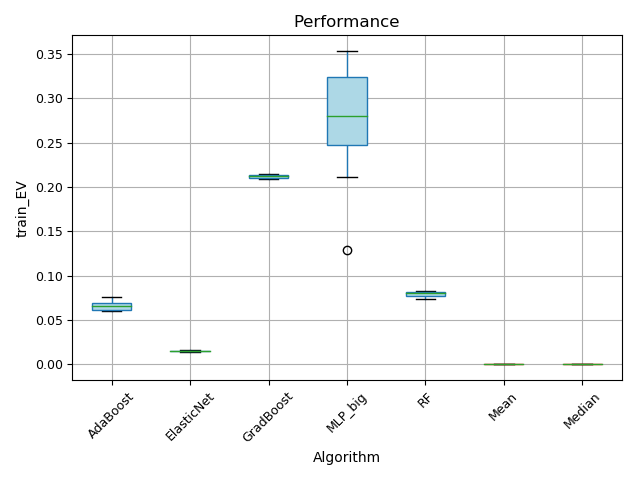 Performance
train_EV
0.35
0.30
0.25
0.20
0.15
0.10
0.05
0.00
AdaBoost
ElasticNet
GradBoost
MLP_big
RF
Mean
Median
Algorithm